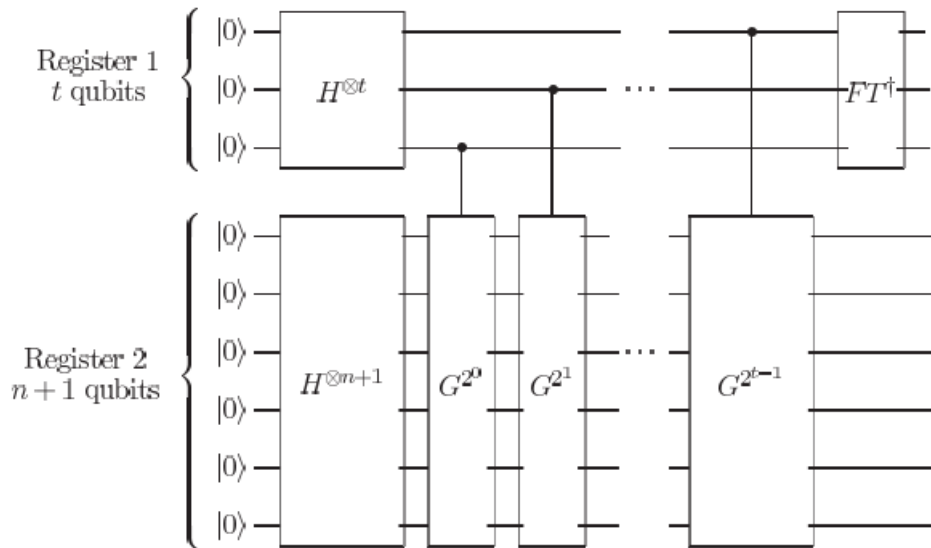 Register 1
t qubits
|0⟩
|0⟩
|0⟩
H^{⊗t}
...
FT^†
Register 2
n + 1 qubits
|0⟩
|0⟩
|0⟩
|0⟩
|0⟩
|0⟩
H^{⊗n+1}
G^{2^0}
G^{2^1}
...
G^{2^{t-1}}